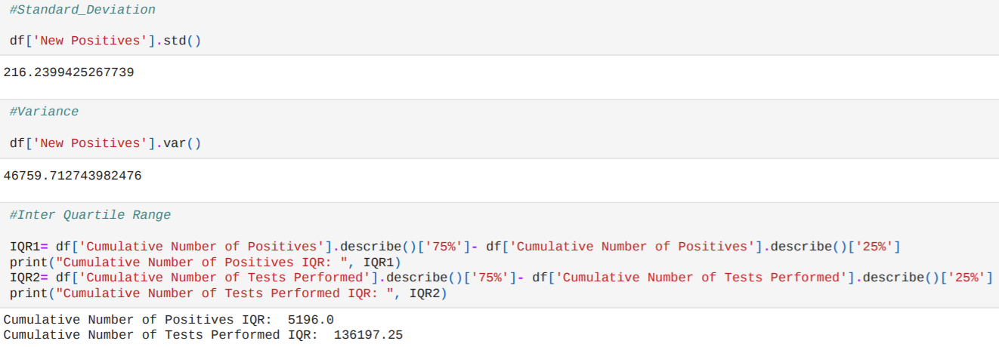 #Standard_Deviation
df['New Positives'].std()
216.2399425267739
#Variance
df['New Positives'].var()
46759.712743982476
#Inter Quartile Range
IQR1= df['Cumulative Number of Positives'].describe()['75%']- df['Cumulative Number of Positives'].describe()['25%']
print("Cumulative Number of Positives IQR: ", IQR1)
IQR2= df['Cumulative Number of Tests Performed'].describe()['75%']- df['Cumulative Number of Tests Performed'].describe()['25%']
print("Cumulative Number of Tests Performed IQR: ", IQR2)
Cumulative Number of Positives IQR:  5196.0
Cumulative Number of Tests Performed IQR:  136197.25